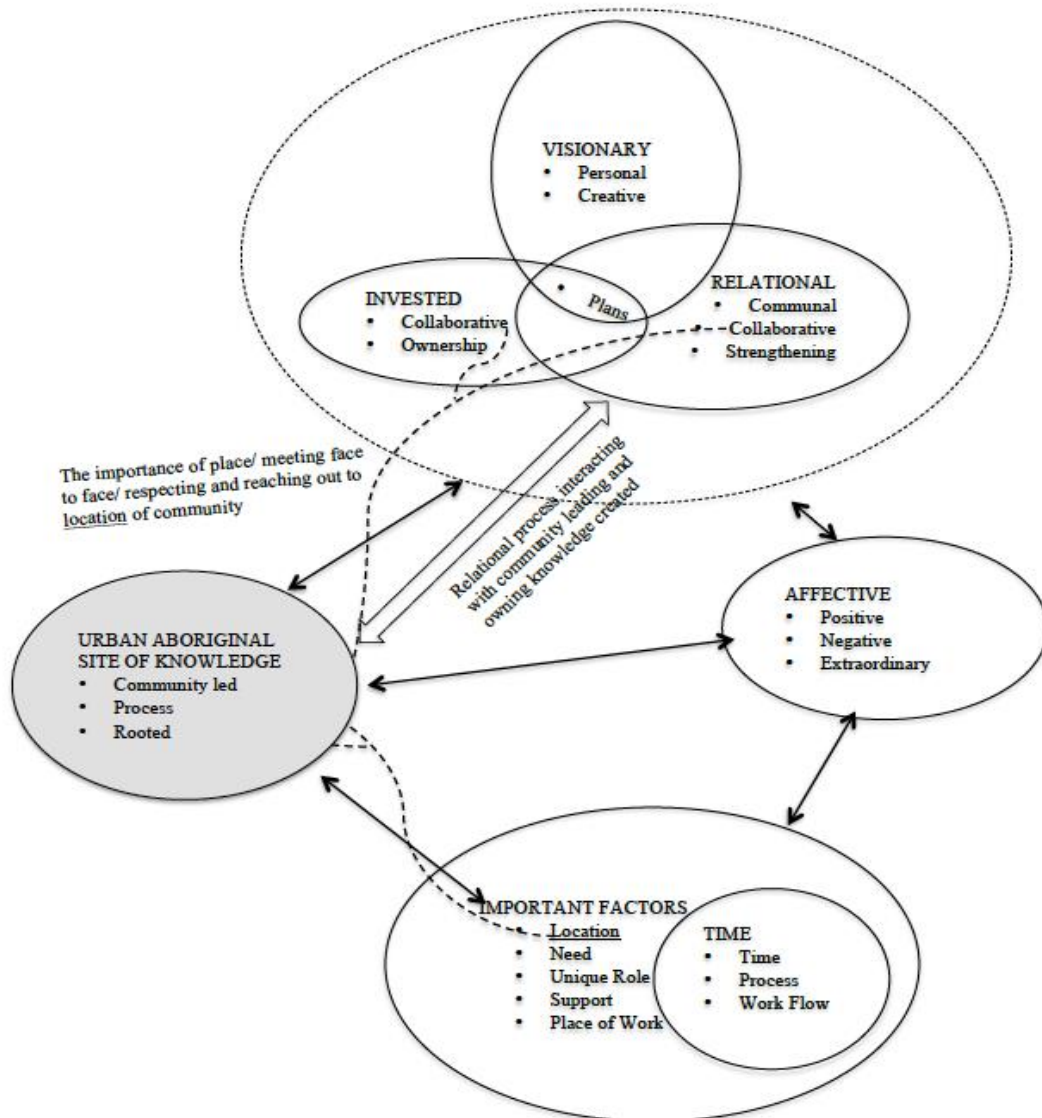 VISIONARY
• Personal
• Creative
INVESTED
• Collaborative
• Ownership
• Plans
RELATIONAL
• Communal
• Collaborative
• Strengthening
The importance of place/ meeting face
to face/ respecting and reaching out to
location of community
Relational process interacting
with community leading and
owning knowledge created
AFFECTIVE
• Positive
• Negative
• Extraordinary
URBAN ABORIGINAL
SITE OF KNOWLEDGE
• Community led
• Process
• Rooted
IMPORTANT FACTORS
• Location
• Need
• Unique Role
• Support
• Place of Work
TIME
• Time
• Process
• Work Flow